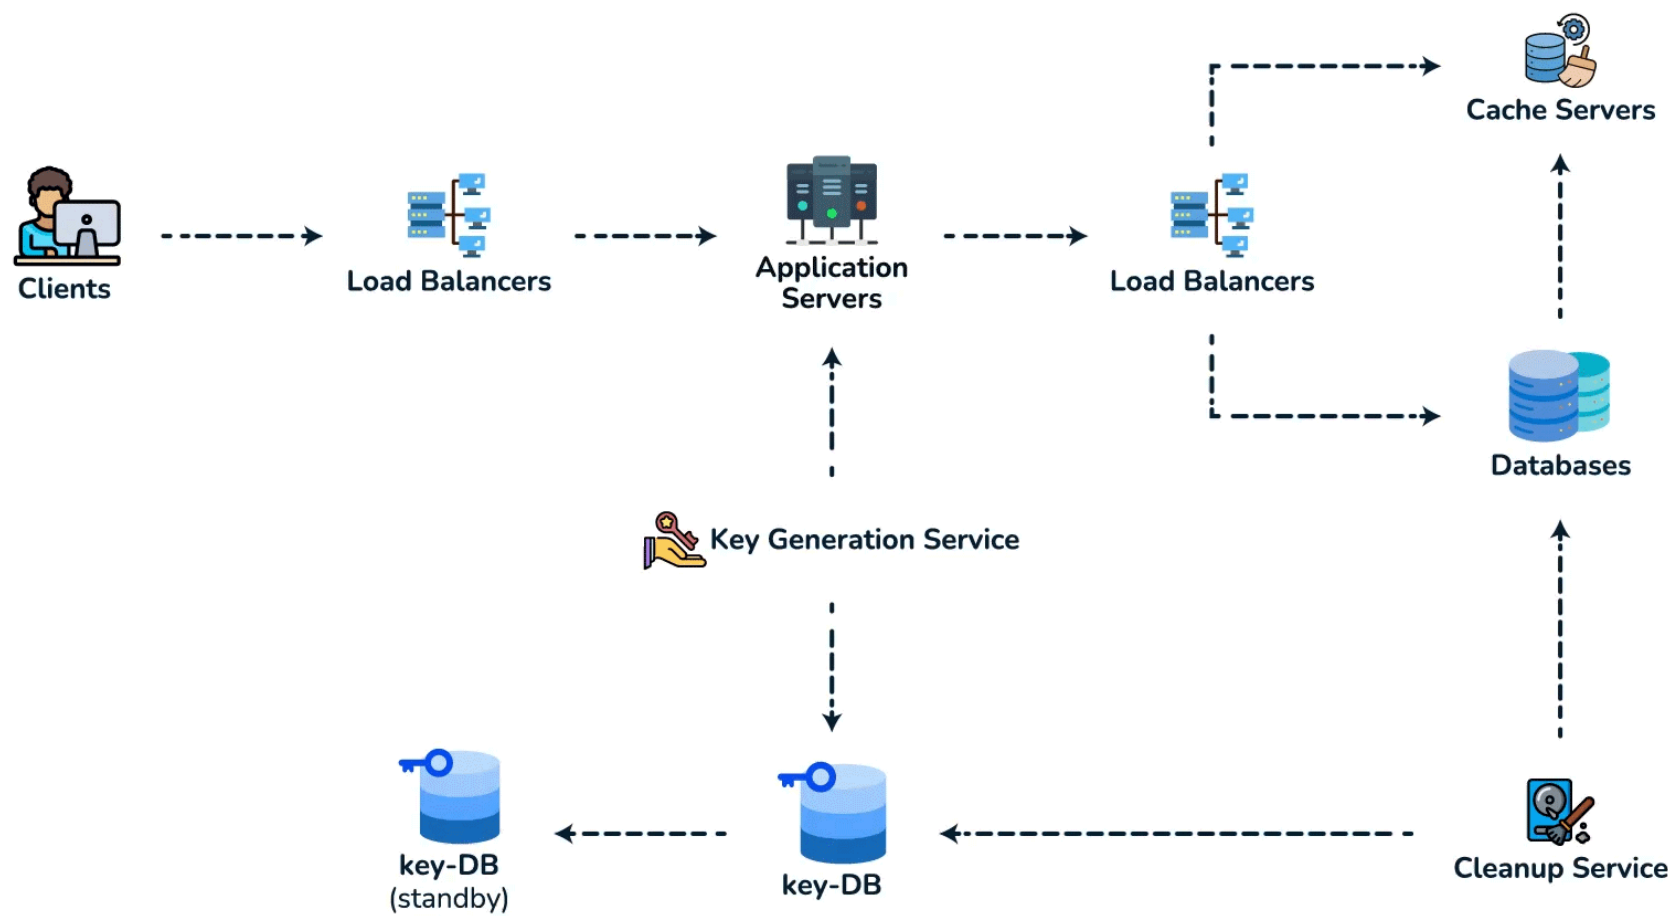 Cache Servers
Clients
Load Balancers
Application
Servers
Load Balancers
Databases
Key Generation Service
key-DB
(standby)
key-DB
Cleanup Service